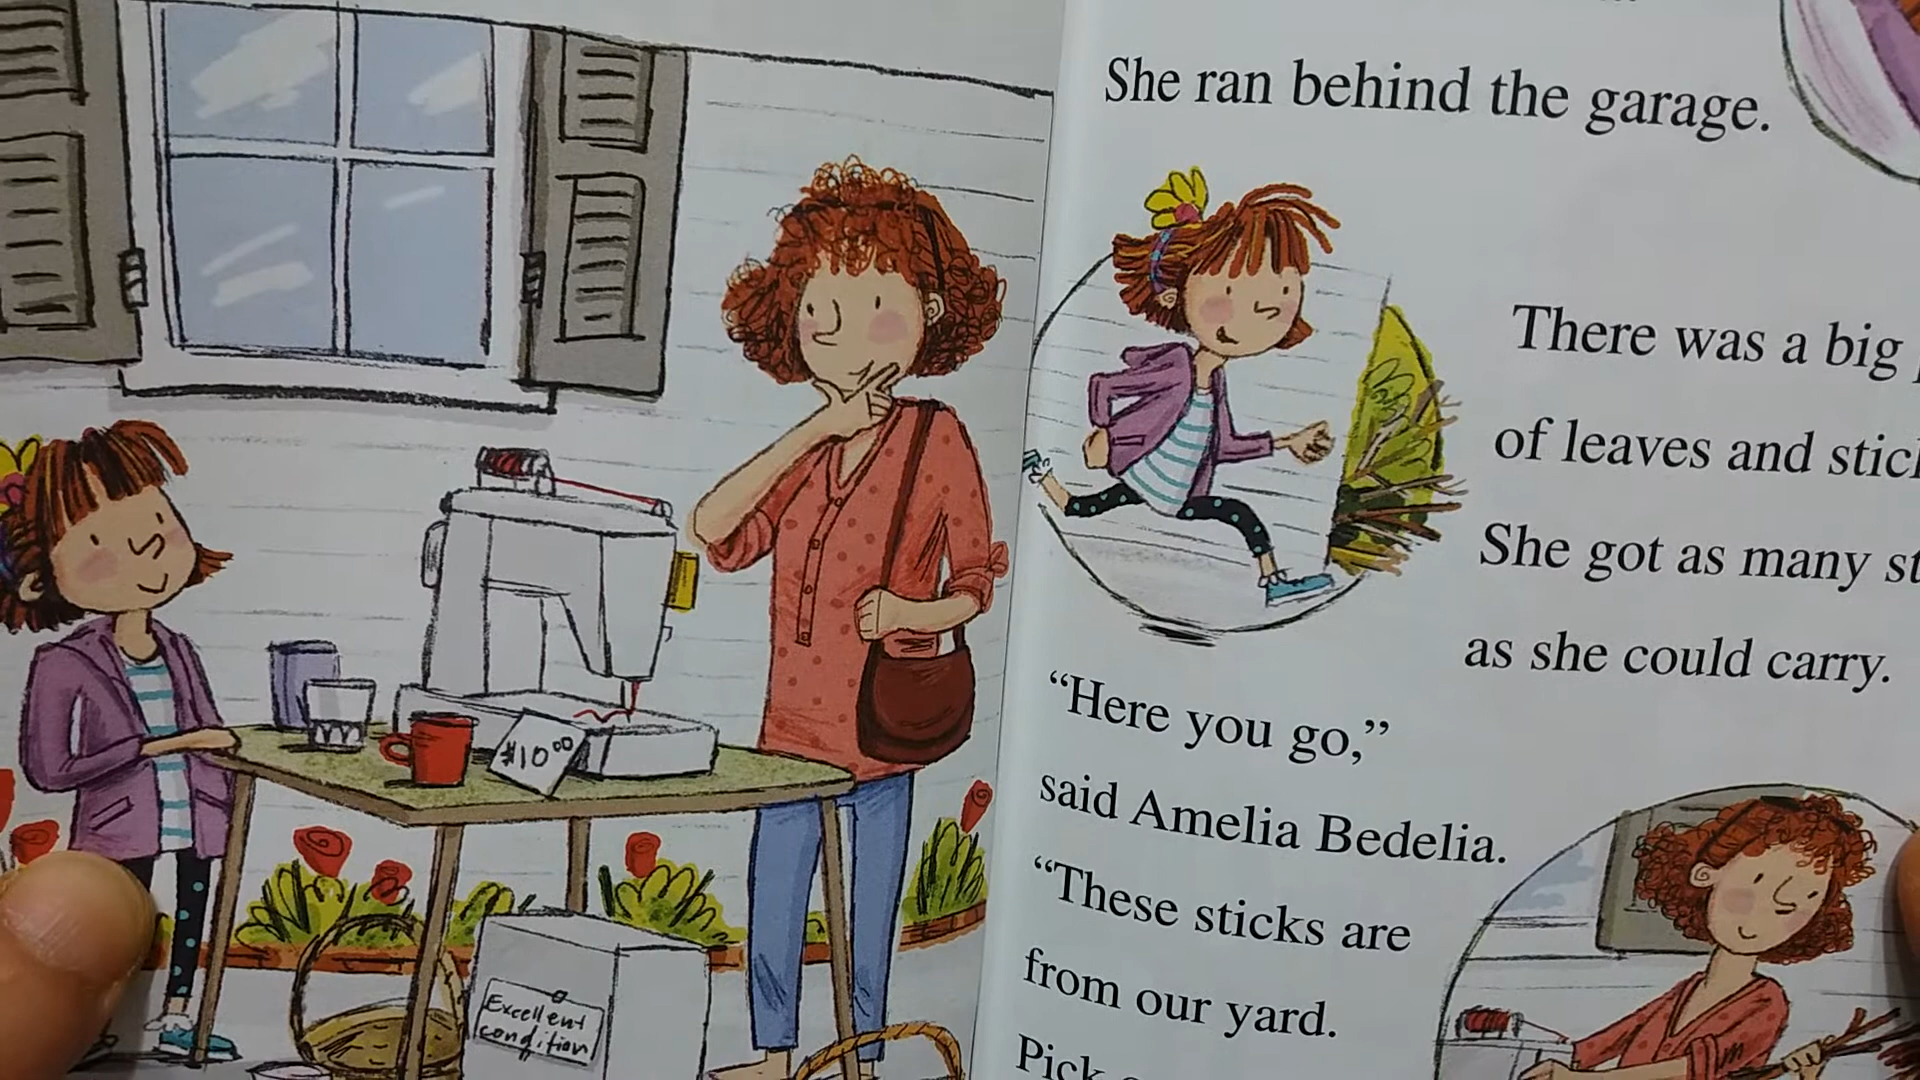 $10.00
Excellent
condition
She ran behind the garage.
There was a big
of leaves and
She got as many
as she could carry.
“Here you go,”
said Amelia Bedelia.
“These sticks are
from our yard.
Pick